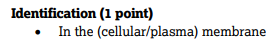 Identification (1 point)
• In the (cellular/plasma) membrane